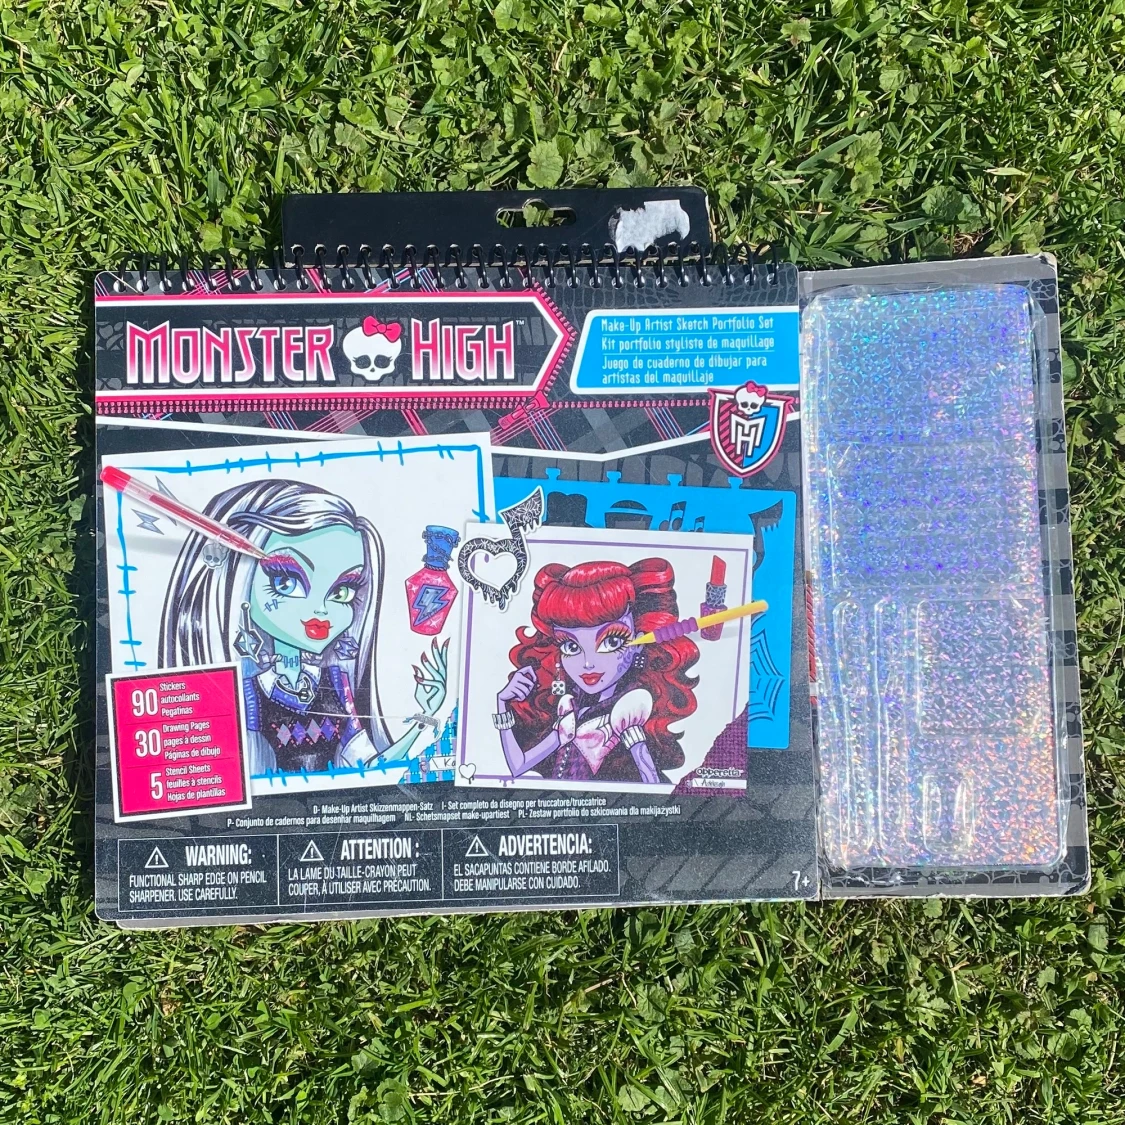 MONSTER HIGH™
Make-Up Artist Sketch Portfolio Set
Kit portfolio styliste de maquillage
Juego de cuaderno de dibujar para
artistas del maquillaje
MH
90
Stickers
autocollants
Pegatinas
30
Drawing Pages
pages à dessin
Páginas de dibujo
5
Stencil Sheets
feuilles à stencils
Hojas de plantillas
operetta
D- Make-Up Artist Skizzenmappen-Satz I- Set completo da disegno per truccatore/truccatrice
P- Conjunto de cadernos para desenhar maquilhagem NL- Schetsmapset make-upartiest PL- Zestaw portfolio do szkicowania dla makijażystki
WARNING:
FUNCTIONAL SHARP EDGE ON PENCIL
SHARPENER. USE CAREFULLY.
ATTENTION :
LA LAME DU TAILLE-CRAYON PEUT
COUPER, À UTILISER AVEC PRÉCAUTION.
ADVERTENCIA:
EL SACAPUNTAS CONTIENE BORDE AFILADO.
DEBE MANIPULARSE CON CUIDADO.
7+